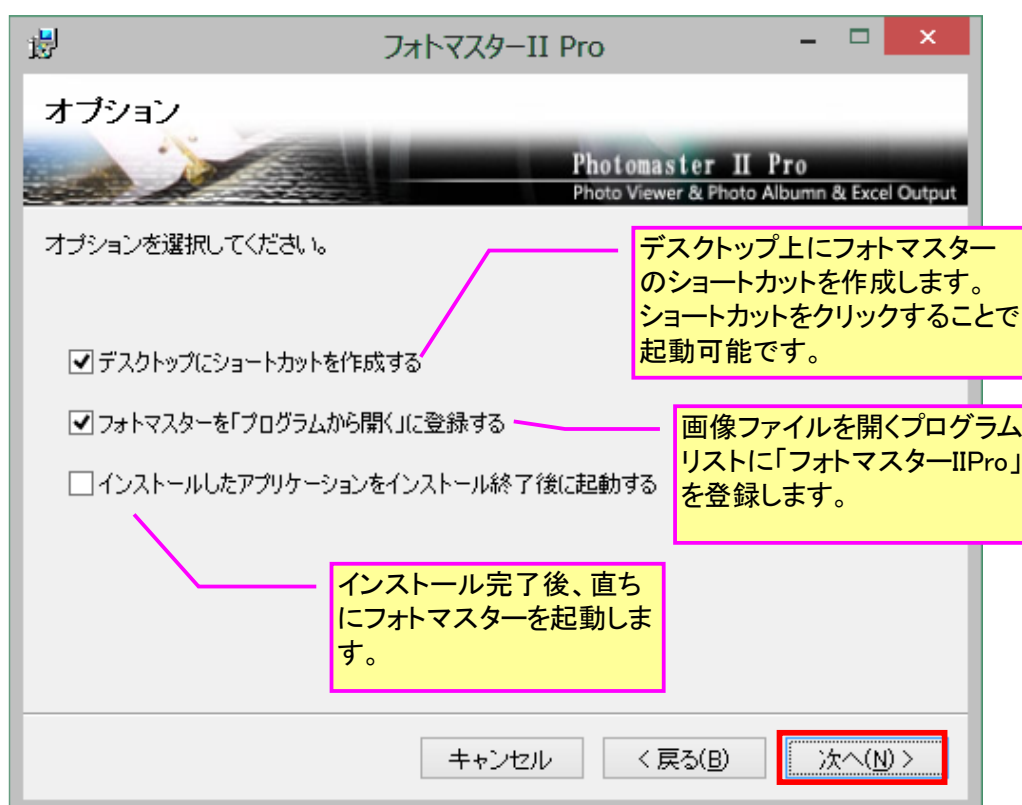 フォトマスターII Pro
オプション
Photomaster II Pro
Photo Viewer & Photo Albumn & Excel Output
オプションを選択してください。
デスクトップ上にフォトマスター
のショートカットを作成します。
ショートカットをクリックすることで
起動可能です。
デスクトップにショートカットを作成する
フォトマスターを「プログラムから開く」に登録する
画像ファイルを開くプログラム
リストに「フォトマスターIIPro」
を登録します。
インストールしたアプリケーションをインストール終了後に起動する
インストール完了後、直ち
にフォトマスターを起動しま
す。
キャンセル
< 戻る(B)
次へ(N) >